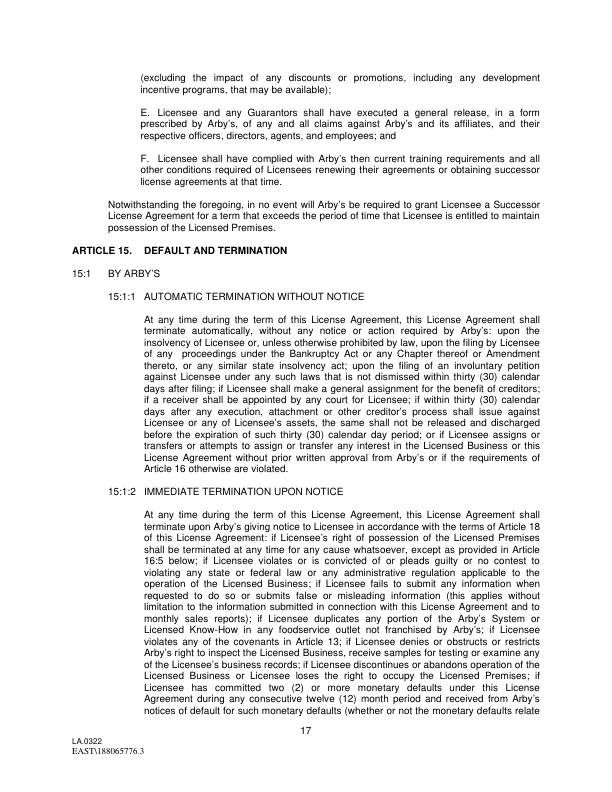 (excluding the impact of any discounts or promotions, including any development
incentive programs, that may be available);
E. Licensee and any Guarantors shall have executed a general release, in a form
prescribed by Arby's, of any and all claims against Arby's and its affiliates, and their
respective officers, directors, agents, and employees; and
F. Licensee shall have complied with Arby's then current training requirements and all
other conditions required of Licensees renewing their agreements or obtaining successor
license agreements at that time.
Notwithstanding the foregoing, in no event will Arby's be required to grant Licensee a Successor
License Agreement for a term that exceeds the period of time that Licensee is entitled to maintain
possession of the Licensed Premises.
ARTICLE 15. DEFAULT AND TERMINATION
15:1 BY ARBY'S
15:1:1 AUTOMATIC TERMINATION WITHOUT NOTICE
At any time during the term of this License Agreement, this License Agreement shall
terminate automatically, without any notice or action required by Arby's: upon the
insolvency of Licensee or, unless otherwise prohibited by law, upon the filing by Licensee
of any proceedings under the Bankruptcy Act or any Chapter thereof or Amendment
thereto, or any similar state insolvency act; upon the filing of an involuntary petition
against Licensee under any such laws that is not dismissed within thirty (30) calendar
days after filing; if Licensee shall make a general assignment for the benefit of creditors;
if a receiver shall be appointed by any court for Licensee; if within thirty (30) calendar
days after any execution, attachment or other creditor's process shall issue against
Licensee or any of Licensee's assets, the same shall not be released and discharged
before the expiration of such thirty (30) calendar day period; or if Licensee assigns or
transfers or attempts to assign or transfer any interest in the Licensed Business or this
License Agreement without prior written approval from Arby's or if the requirements of
Article 16 otherwise are violated.
15:1:2 IMMEDIATE TERMINATION UPON NOTICE
At any time during the term of this License Agreement, this License Agreement shall
terminate upon Arby's giving notice to Licensee in accordance with the terms of Article 18
of this License Agreement: if Licensee's right of possession of the Licensed Premises
shall be terminated at any time for any cause whatsoever, except as provided in Article
16:5 below; if Licensee violates or is convicted of or pleads guilty or no contest to
violating any state or federal law or any administrative regulation applicable to the
operation of the Licensed Business; if Licensee fails to submit any information when
requested to do so or submits false or misleading information (this applies without
limitation to the information submitted in connection with this License Agreement and to
monthly sales reports); if Licensee duplicates any portion of the Arby's System or
Licensed Know-How in any foodservice outlet not franchised by Arby's; if Licensee
violates any of the covenants in Article 13; if Licensee denies or obstructs or restricts
Arby's right to inspect the Licensed Business, receive samples for testing or examine any
of the Licensee's business records; if Licensee discontinues or abandons operation of the
Licensed Business or Licensee loses the right to occupy the Licensed Premises; if
Licensee has committed two (2) or more monetary defaults under this License
Agreement during any consecutive twelve (12) month period and received from Arby's
notices of default for such monetary defaults (whether or not the monetary defaults relate
17
LA.0322
EAST\188065776.3